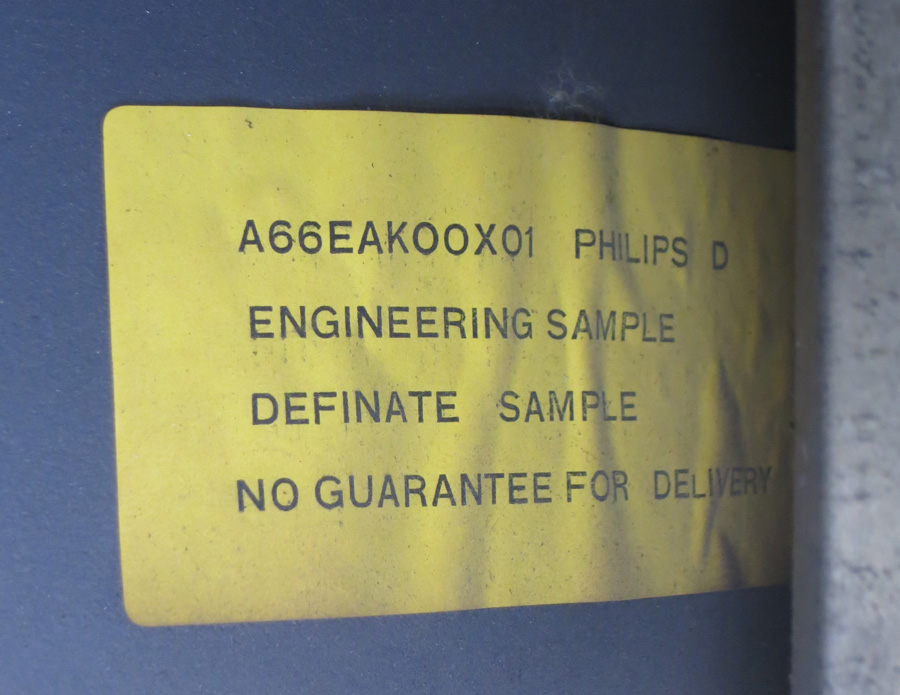 A66EAK00X01 PHILIPS D
ENGINEERING SAMPLE
DEFINATE SAMPLE
NO GUARANTEE FOR DELIVERY